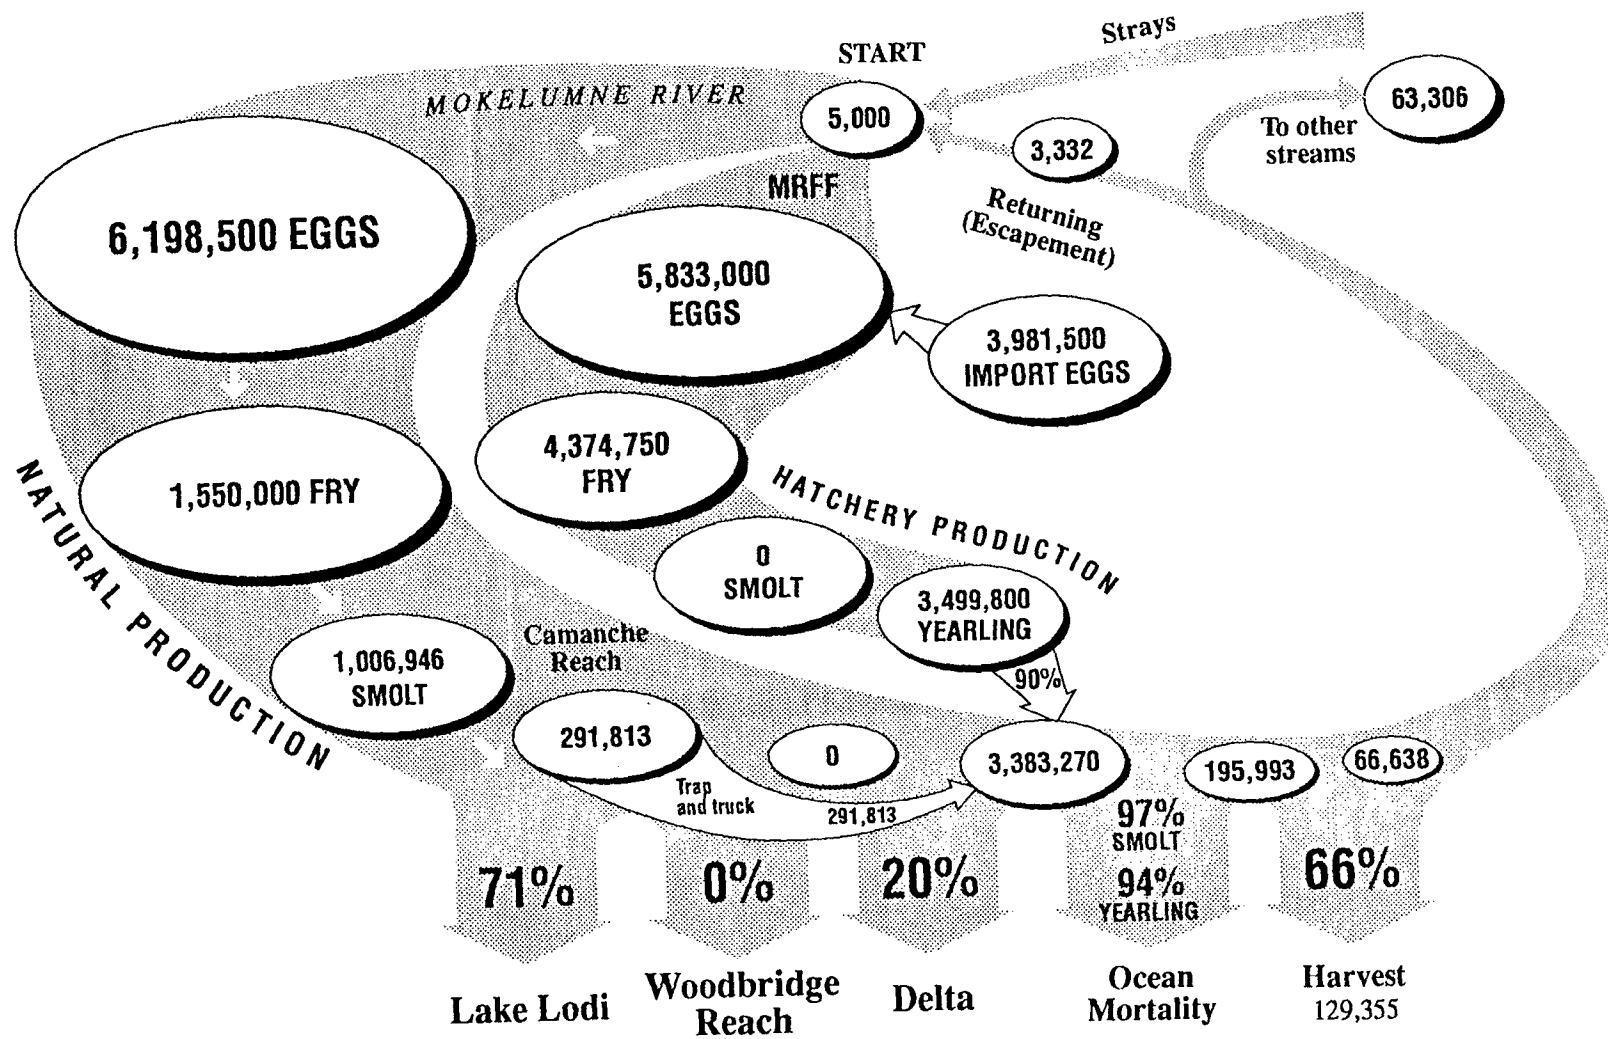 Strays
START
MOKELUMNE RIVER
5,000
63,306
To other
streams
3,332
MRFF
Returning
(Escapement)
6,198,500 EGGS
5,833,000
EGGS
3,981,500
IMPORT EGGS
4,374,750
FRY
1,550,000 FRY
HATCHERY PRODUCTION
NATURAL PRODUCTION
0
SMOLT
3,499,800
YEARLING
90%
Camanche
Reach
1,006,946
SMOLT
291,813
0
3,383,270
195,993
66,638
Trap
and truck
291,813
71%
0%
20%
97%
SMOLT
94%
YEARLING
66%
Lake Lodi
Woodbridge
Reach
Delta
Ocean
Mortality
Harvest
129,355